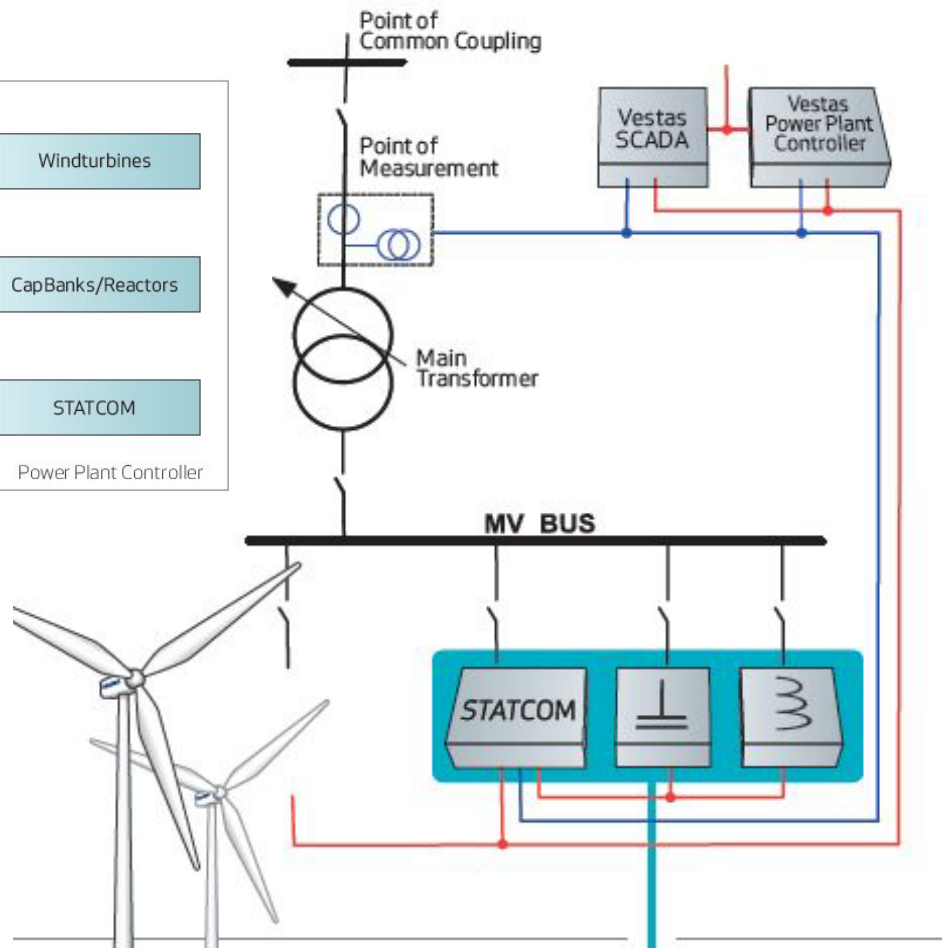 Point of
Common Coupling
Vestas
SCADA
Vestas
Power Plant
Controller
Windturbines
Point of
Measurement
CapBanks/Reactors
Main
Transformer
STATCOM
Power Plant Controller
MV BUS
STATCOM